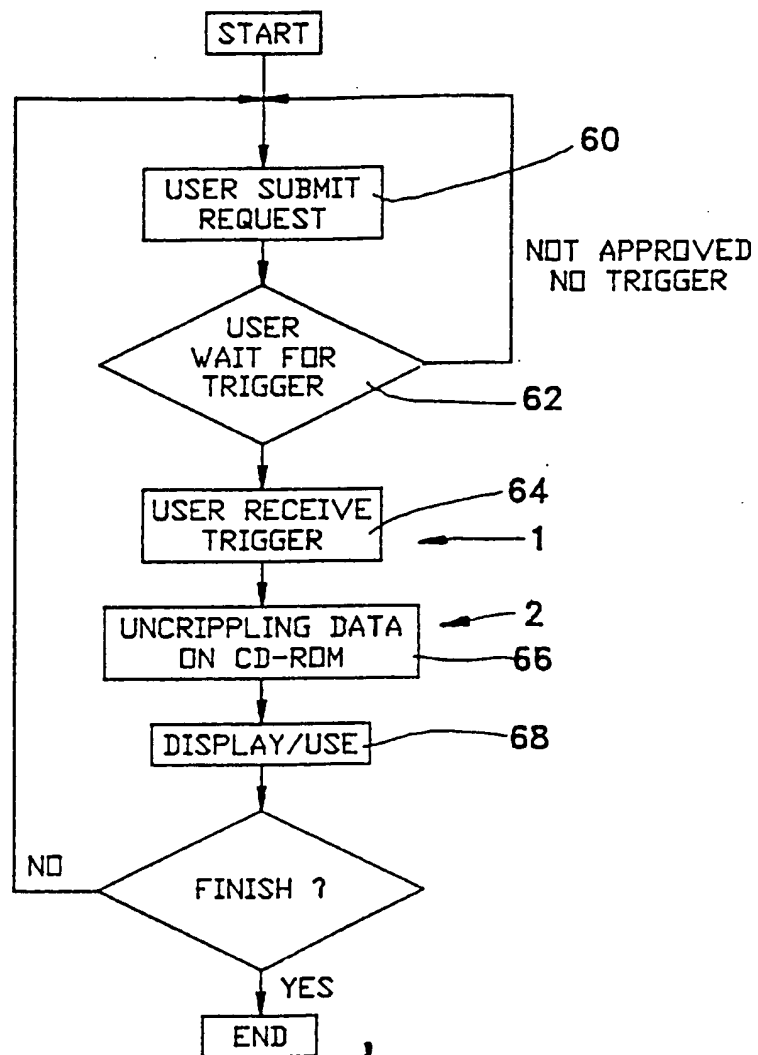 START
60
USER SUBMIT
REQUEST
NOT APPROVED
NO TRIGGER
USER
WAIT FOR
TRIGGER
62
64
USER RECEIVE
TRIGGER
1
2
UNCRIPPLING DATA
ON CD-ROM
66
DISPLAY/USE
68
NO
FINISH ?
YES
END